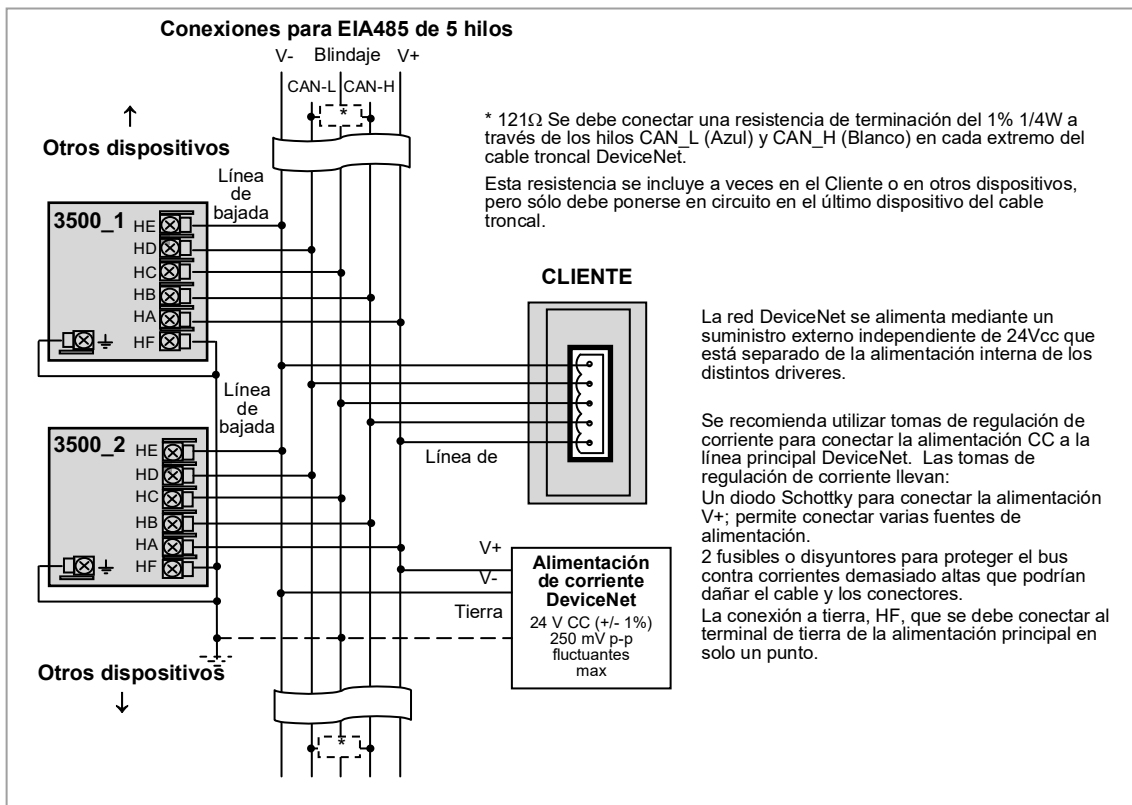 Conexiones para EIA485 de 5 hilos
V- Blindaje V+
CAN-L CAN-H
*
* 121Ω Se debe conectar una resistencia de terminación del 1% 1/4W a
través de los hilos CAN_L (Azul) y CAN_H (Blanco) en cada extremo del
cable troncal DeviceNet.
Esta resistencia se incluye a veces en el Cliente o en otros dispositivos,
pero sólo debe ponerse en circuito en el último dispositivo del cable
troncal.
↑
Otros dispositivos
Línea
de
bajada
3500_1
HE
HD
HC
HB
HA
HF
CLIENTE
La red DeviceNet se alimenta mediante un
suministro externo independiente de 24Vcc que
está separado de la alimentación interna de los
distintos driveres.
Línea
de
bajada
3500_2
HE
HD
HC
HB
HA
HF
Línea de
Se recomienda utilizar tomas de regulación de
corriente para conectar la alimentación CC a la
línea principal DeviceNet. Las tomas de
regulación de corriente llevan:
Un diodo Schottky para conectar la alimentación
V+; permite conectar varias fuentes de
alimentación.
2 fusibles o disyuntores para proteger el bus
contra corrientes demasiado altas que podrían
dañar el cable y los conectores.
La conexión a tierra, HF, que se debe conectar al
terminal de tierra de la alimentación principal en
solo un punto.
V+
V-
Tierra
Alimentación
de corriente
DeviceNet
24 V CC (+/- 1%)
250 mV p-p
fluctuantes
max
Otros dispositivos
↓
*